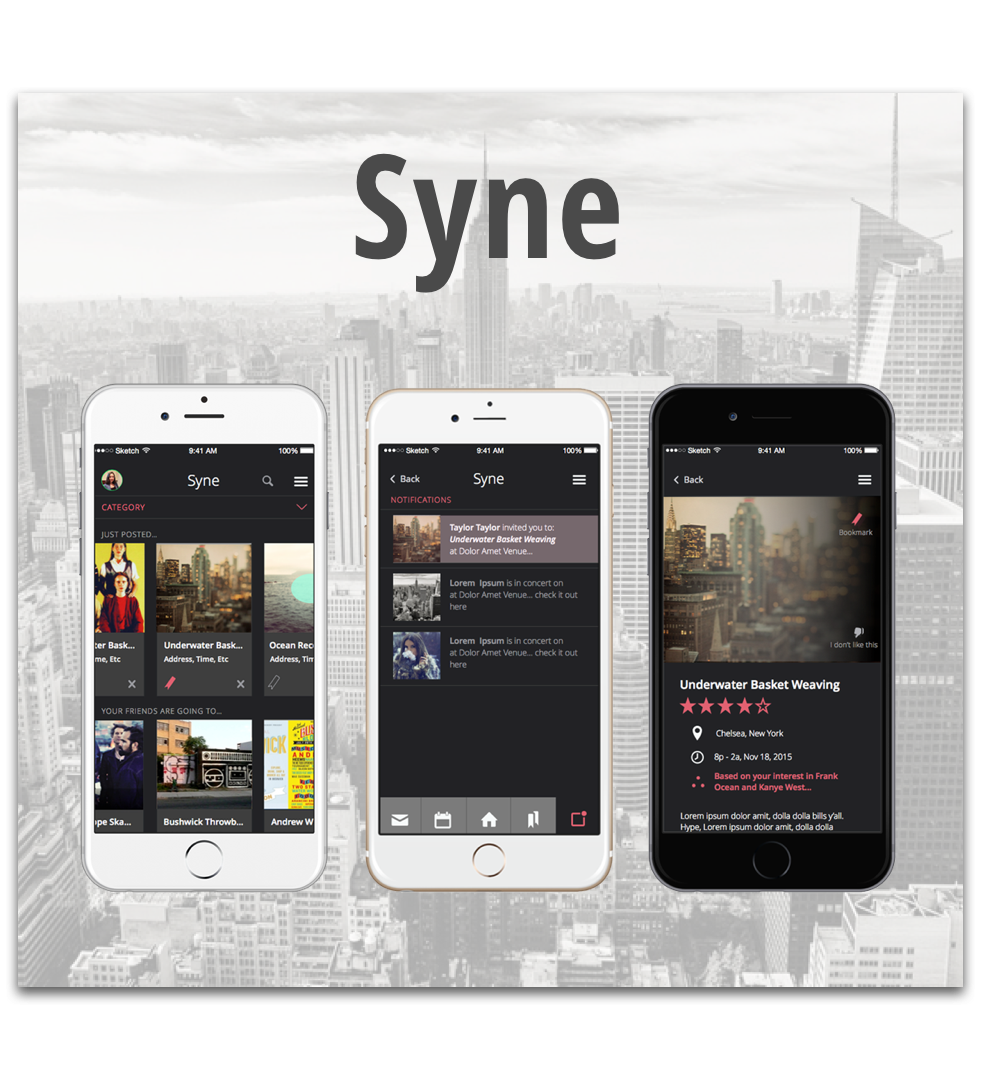 Syne
Sketch 9:41 AM 100%
Syne
CATEGORY
JUST POSTED...
er Bask...
me, Etc
Underwater Bask...
Address, Time, Etc
Ocean Rec
Address, Tim
YOUR FRIENDS ARE GOING TO...
pe Ska...
Bushwick Throwb...
ICK
Andrew W
Sketch 9:41 AM 100%
Back Syne
NOTIFICATIONS
Taylor Taylor invited you to:
Underwater Basket Weaving
at Dolor Amet Venue...
Lorem Ipsum is in concert on
at Dolor Amet Venue... check it out
here
Lorem Ipsum is in concert on
at Dolor Amet Venue... check it out
here
Sketch 9:41 AM 100%
Back
Bookmark
I don't like this
Underwater Basket Weaving
Chelsea, New York
8p - 2a, Nov 18, 2015
Based on your interest in Frank
Ocean and Kanye West...
Lorem ipsum dolor amit, dolla dolla bills y'all.
Hype, Lorem ipsum dolor amit, dolla dolla